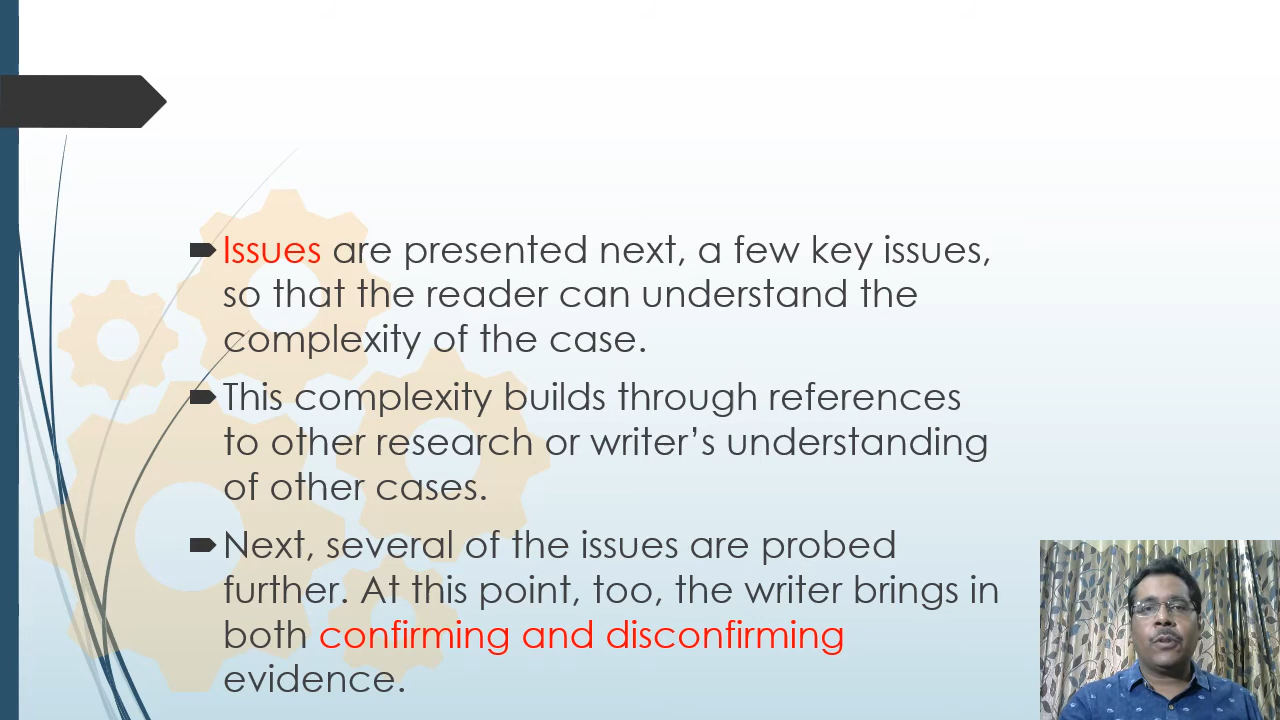 Issues are presented next, a few key issues,
so that the reader can understand the
complexity of the case.
This complexity builds through references
to other research or writer’s understanding
of other cases.
Next, several of the issues are probed
further. At this point, too, the writer brings in
both confirming and disconfirming
evidence.